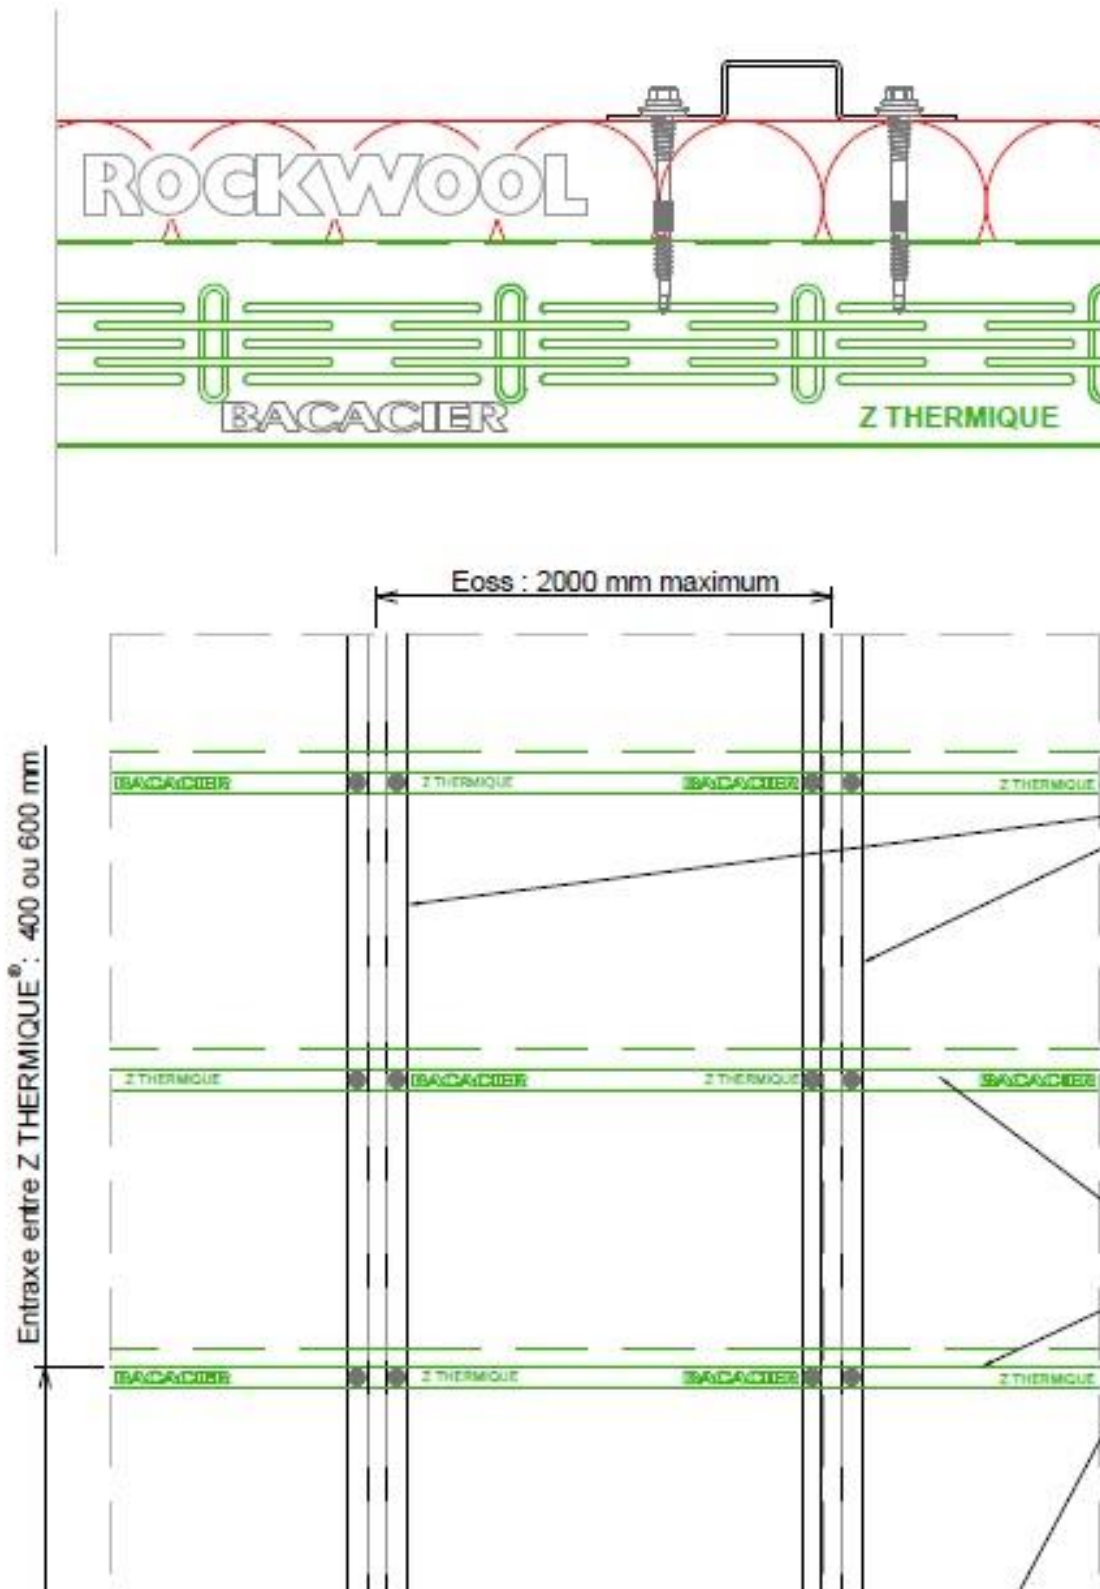 ROCKWOOL
BACACIER
Z THERMIQUE
Eoss : 2000 mm maximum
Entraxe entre Z THERMIQUE® : 400 ou 600 mm
BACACIER Z THERMIQUE BACACIER Z THERMIQUE
Z THERMIQUE BACACIER Z THERMIQUE BACACIER
BACACIER Z THERMIQUE BACACIER Z THERMIQUE